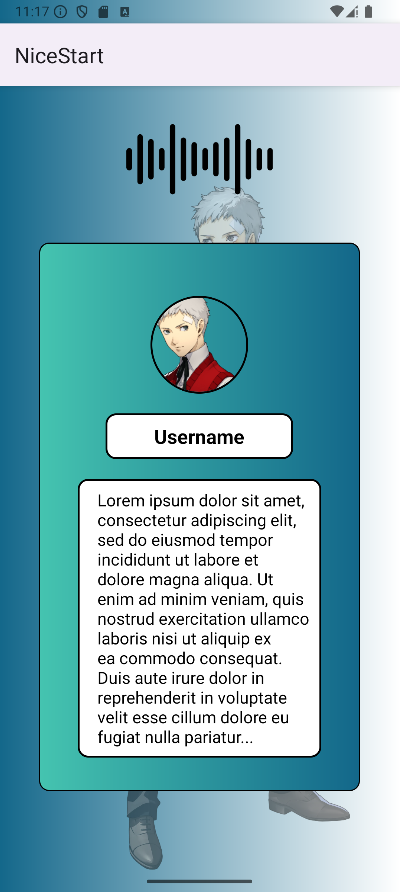 11:17
NiceStart
Username
Lorem ipsum dolor sit amet,
consectetur adipiscing elit,
sed do eiusmod tempor
incididunt ut labore et
dolore magna aliqua. Ut
enim ad minim veniam, quis
nostrud exercitation ullamco
laboris nisi ut aliquip ex
ea commodo consequat.
Duis aute irure dolor in
reprehenderit in voluptate
velit esse cillum dolore eu
fugiat nulla pariatur...